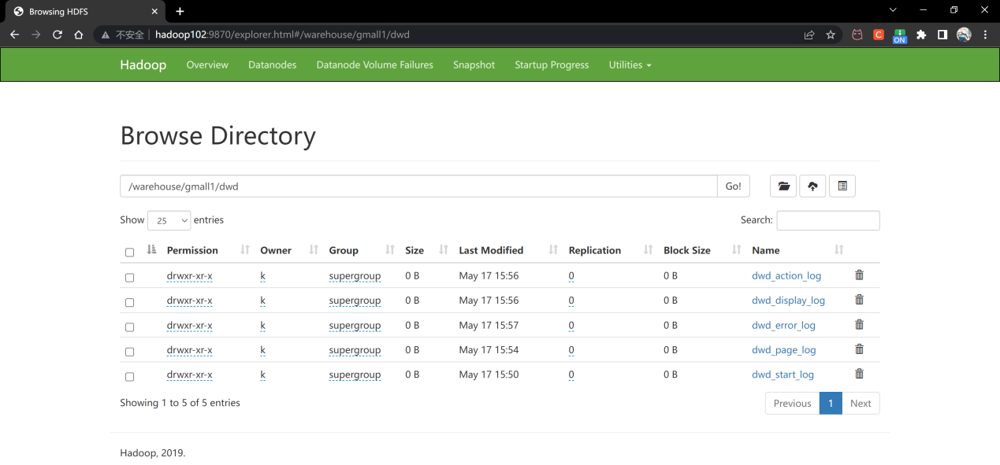 Browsing HDFS
不安全 | hadoop102:9870/explorer.html#/warehouse/gmall1/dwd
C
ON
Hadoop Overview Datanodes Datanode Volume Failures Snapshot Startup Progress Utilities
Browse Directory
/warehouse/gmall1/dwd Go!
Show 25 entries Search:
Permission Owner Group Size Last Modified Replication Block Size Name
drwxr-xr-x k supergroup 0 B May 17 15:56 0 0 B dwd_action_log
drwxr-xr-x k supergroup 0 B May 17 15:56 0 0 B dwd_display_log
drwxr-xr-x k supergroup 0 B May 17 15:57 0 0 B dwd_error_log
drwxr-xr-x k supergroup 0 B May 17 15:54 0 0 B dwd_page_log
drwxr-xr-x k supergroup 0 B May 17 15:50 0 0 B dwd_start_log
Showing 1 to 5 of 5 entries Previous 1 Next
Hadoop, 2019.